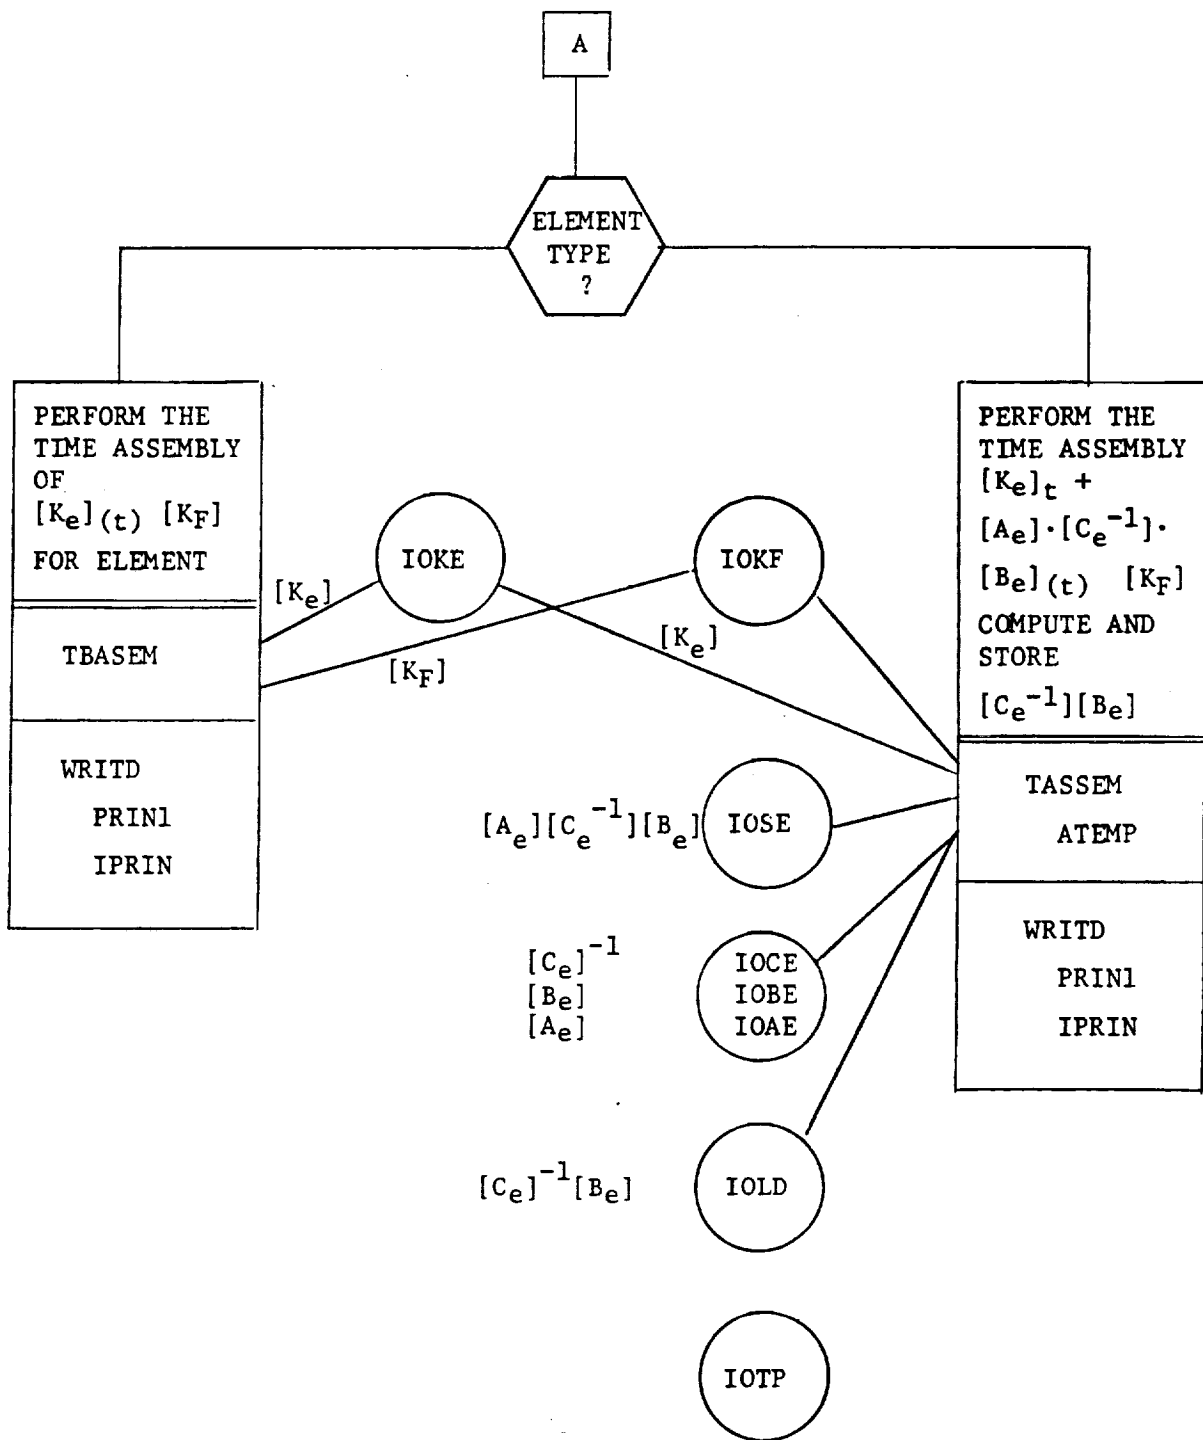 A
ELEMENT
TYPE
?
PERFORM THE
TIME ASSEMBLY
OF
[Ke](t) [KF]
FOR ELEMENT
TBASEM
WRITD
PRIN1
IPRIN
IOKE
IOKF
[Ke]
[KF]
[Ke]
PERFORM THE
TIME ASSEMBLY
[Ke]t +
[Ae]·[Ce⁻¹]·
[Be](t) [KF]
COMPUTE AND
STORE
[Ce⁻¹][Be]
TASSEM
ATEMP
WRITD
PRIN1
IPRIN
[Ae][Ce⁻¹][Be]
IOSE
[Ce]⁻¹
[Be]
[Ae]
IOCE
IOBE
IOAE
[Ce]⁻¹[Be]
IOLD
IOTP